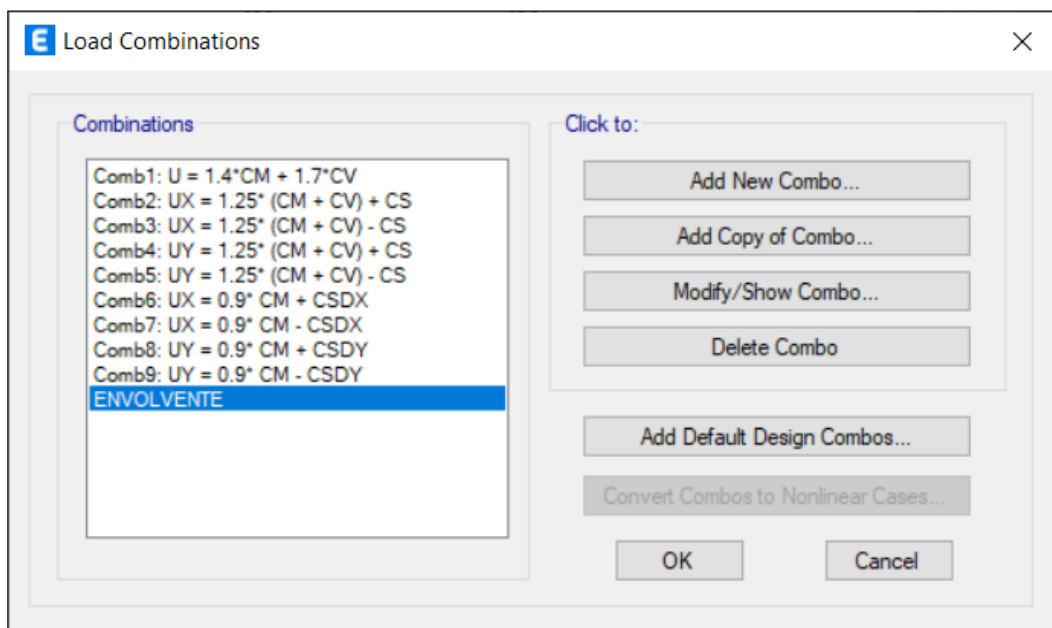 E Load Combinations
Combinations
Comb1: U = 1.4*CM + 1.7*CV
Comb2: UX = 1.25* (CM + CV) + CS
Comb3: UX = 1.25* (CM + CV) - CS
Comb4: UY = 1.25* (CM + CV) + CS
Comb5: UY = 1.25* (CM + CV) - CS
Comb6: UX = 0.9* CM + CSDX
Comb7: UX = 0.9* CM - CSDX
Comb8: UY = 0.9* CM + CSDY
Comb9: UY = 0.9* CM - CSDY
ENVOLVENTE
Click to:
Add New Combo...
Add Copy of Combo...
Modify/Show Combo...
Delete Combo
Add Default Design Combos...
Convert Combos to Nonlinear Cases...
OK
Cancel